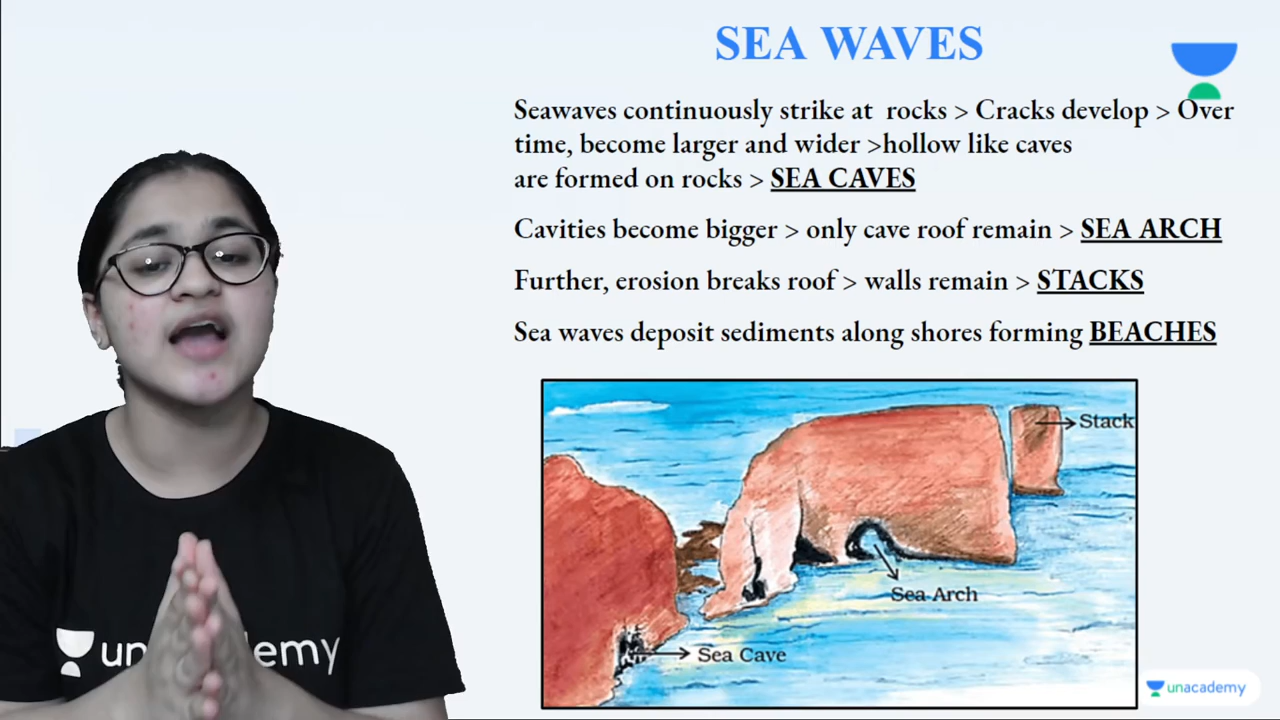 SEA WAVES
Seawaves continuously strike at rocks > Cracks develop > Over
time, become larger and wider >hollow like caves
are formed on rocks > SEA CAVES
Cavities become bigger > only cave roof remain > SEA ARCH
Further, erosion breaks roof > walls remain > STACKS
Sea waves deposit sediments along shores forming BEACHES
Stack
Sea Arch
Sea Cave
un emy
unacademy